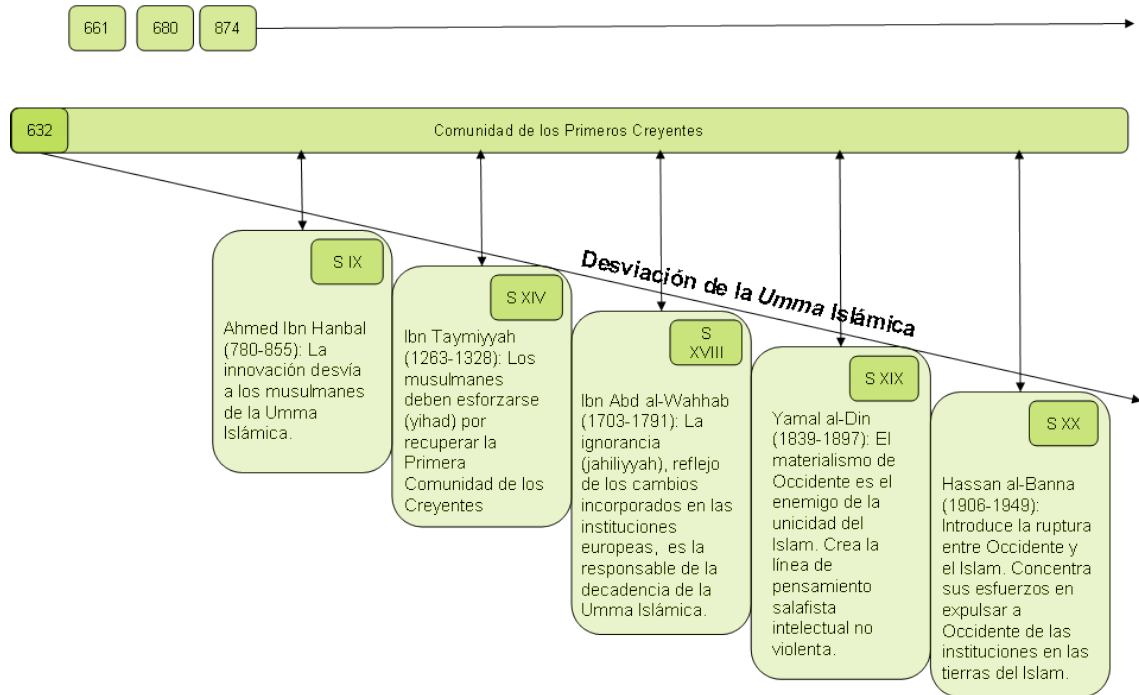 661
680
874
632
Comunidad de los Primeros Creyentes
Desviación de la Umma Islámica
S IX
Ahmed Ibn Hanbal
(780-855): La
innovación desvía
a los musulmanes
de la Umma
Islámica.
S XIV
Ibn Taymiyyah
(1263-1328): Los
musulmanes
deben esforzarse
(yihad) por
recuperar la
Primera
Comunidad de los
Creyentes
S
XVIII
Ibn Abd al-Wahhab
(1703-1791): La
ignorancia
(jahiliyyah), reflejo
de los cambios
incorporados en las
instituciones
europeas, es la
responsable de la
decadencia de la
Umma Islámica.
S XIX
Yamal al-Din
(1839-1897): El
materialismo de
Occidente es el
enemigo de la
unicidad del
Islam. Crea la
línea de
pensamiento
salafista
intelectual no
violenta.
S XX
Hassan al-Banna
(1906-1949):
Introduce la ruptura
entre Occidente y
el Islam. Concentra
sus esfuerzos en
expulsar a
Occidente de las
instituciones en las
tierras del Islam.